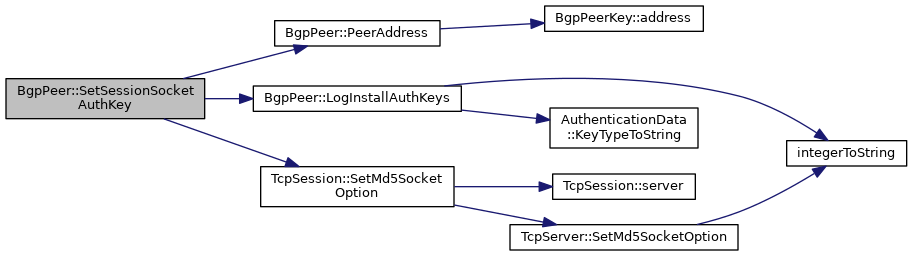 BgpPeer::SetSessionSocket
AuthKey
BgpPeer::PeerAddress
BgpPeerKey::address
BgpPeer::LogInstallAuthKeys
AuthenticationData
::KeyTypeToString
integerToString
TcpSession::SetMd5Socket
Option
TcpSession::server
TcpServer::SetMd5SocketOption